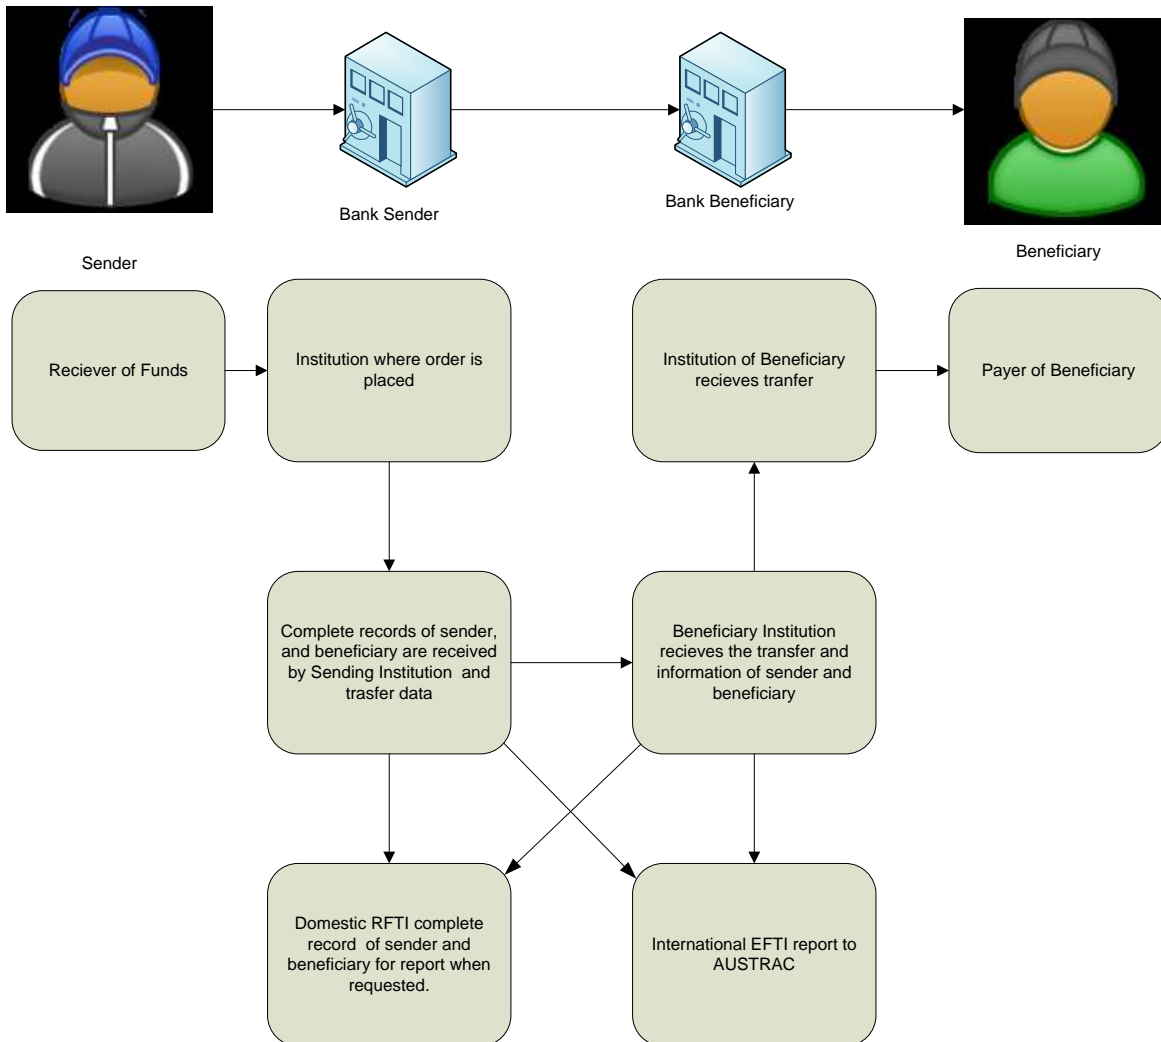 Bank Sender
Bank Beneficiary
Sender
Beneficiary
Reciever of Funds
Institution where order is
placed
Institution of Beneficiary
recieves tranfer
Payer of Beneficiary
Complete records of sender,
and beneficiary are received
by Sending Institution and
trasfer data
Beneficiary Institution
recieves the transfer and
information of sender and
beneficiary
Domestic RFTI complete
record of sender and
beneficiary for report when
requested.
International EFTI report to
AUSTRAC